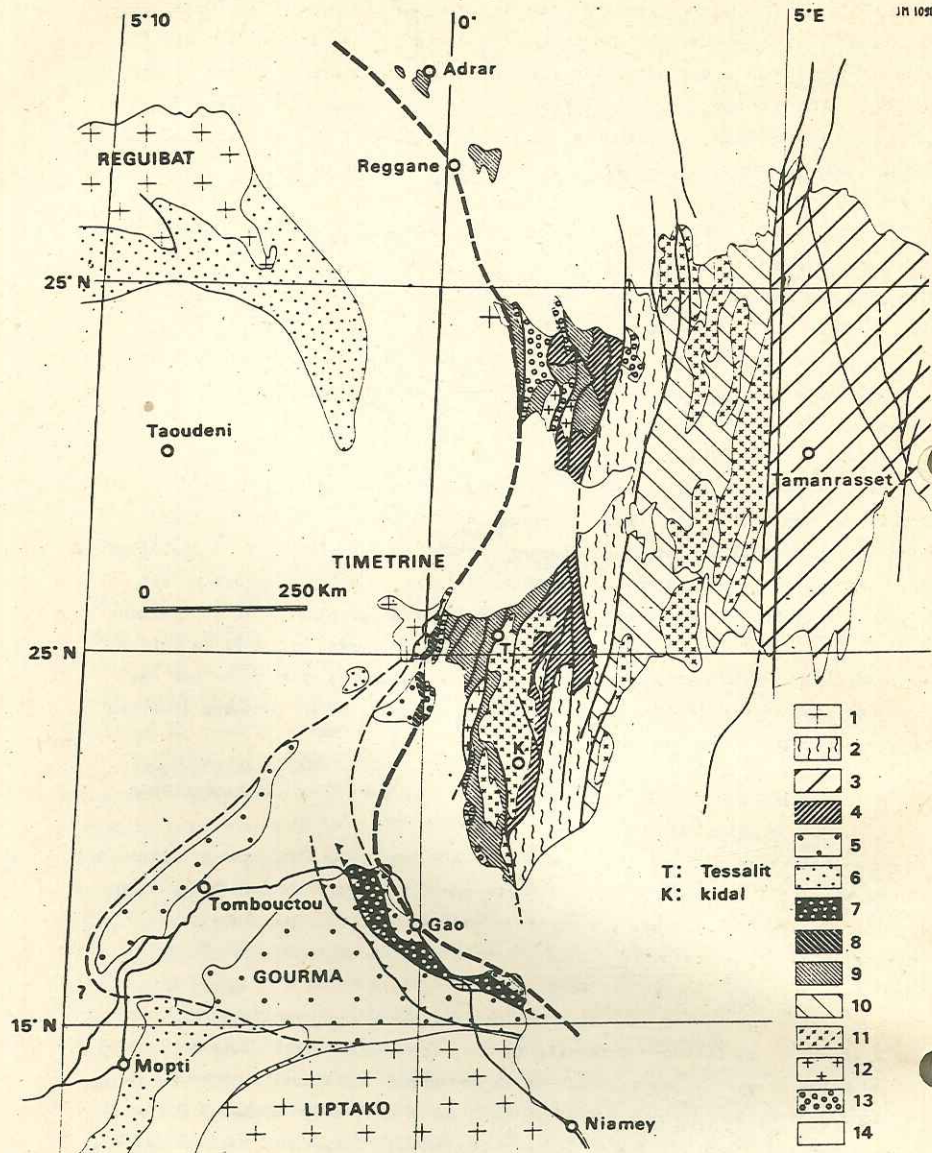 5° 10
0°
5° E
Adrar
REGUIBAT
Reggane
25° N
Taoudeni
Tamanrasset
TIMETRINE
0 250 Km
T
25° N
K
1
2
3
4
T: Tessalit
K: kidal
5
6
Tombouctou
7
Gao
8
GOURMA
9
?
10
15° N
11
Mopti
12
LIPTAKO
13
Niamey
14